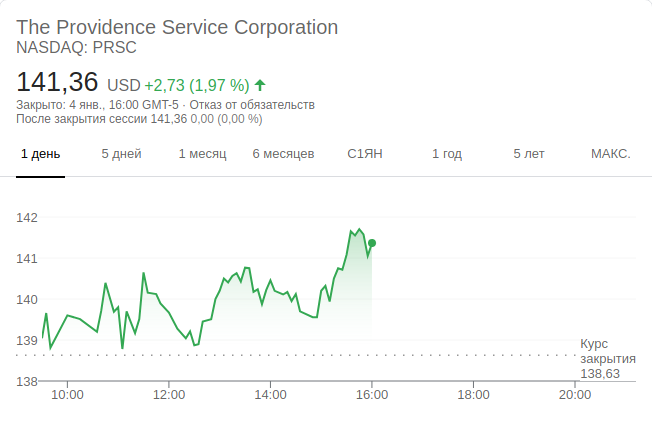 The Providence Service Corporation
NASDAQ: PRSC
141,36 USD +2,73 (1,97 %)
Закрыто: 4 янв., 16:00 GMT-5 · Отказ от обязательств
После закрытия сессии 141,36 0,00 (0,00 %)
1 день 5 дней 1 месяц 6 месяцев С1ЯН 1 год 5 лет МАКС.
142
141
140
139
138
Курс
закрытия
138,63
10:00 12:00 14:00 16:00 18:00 20:00